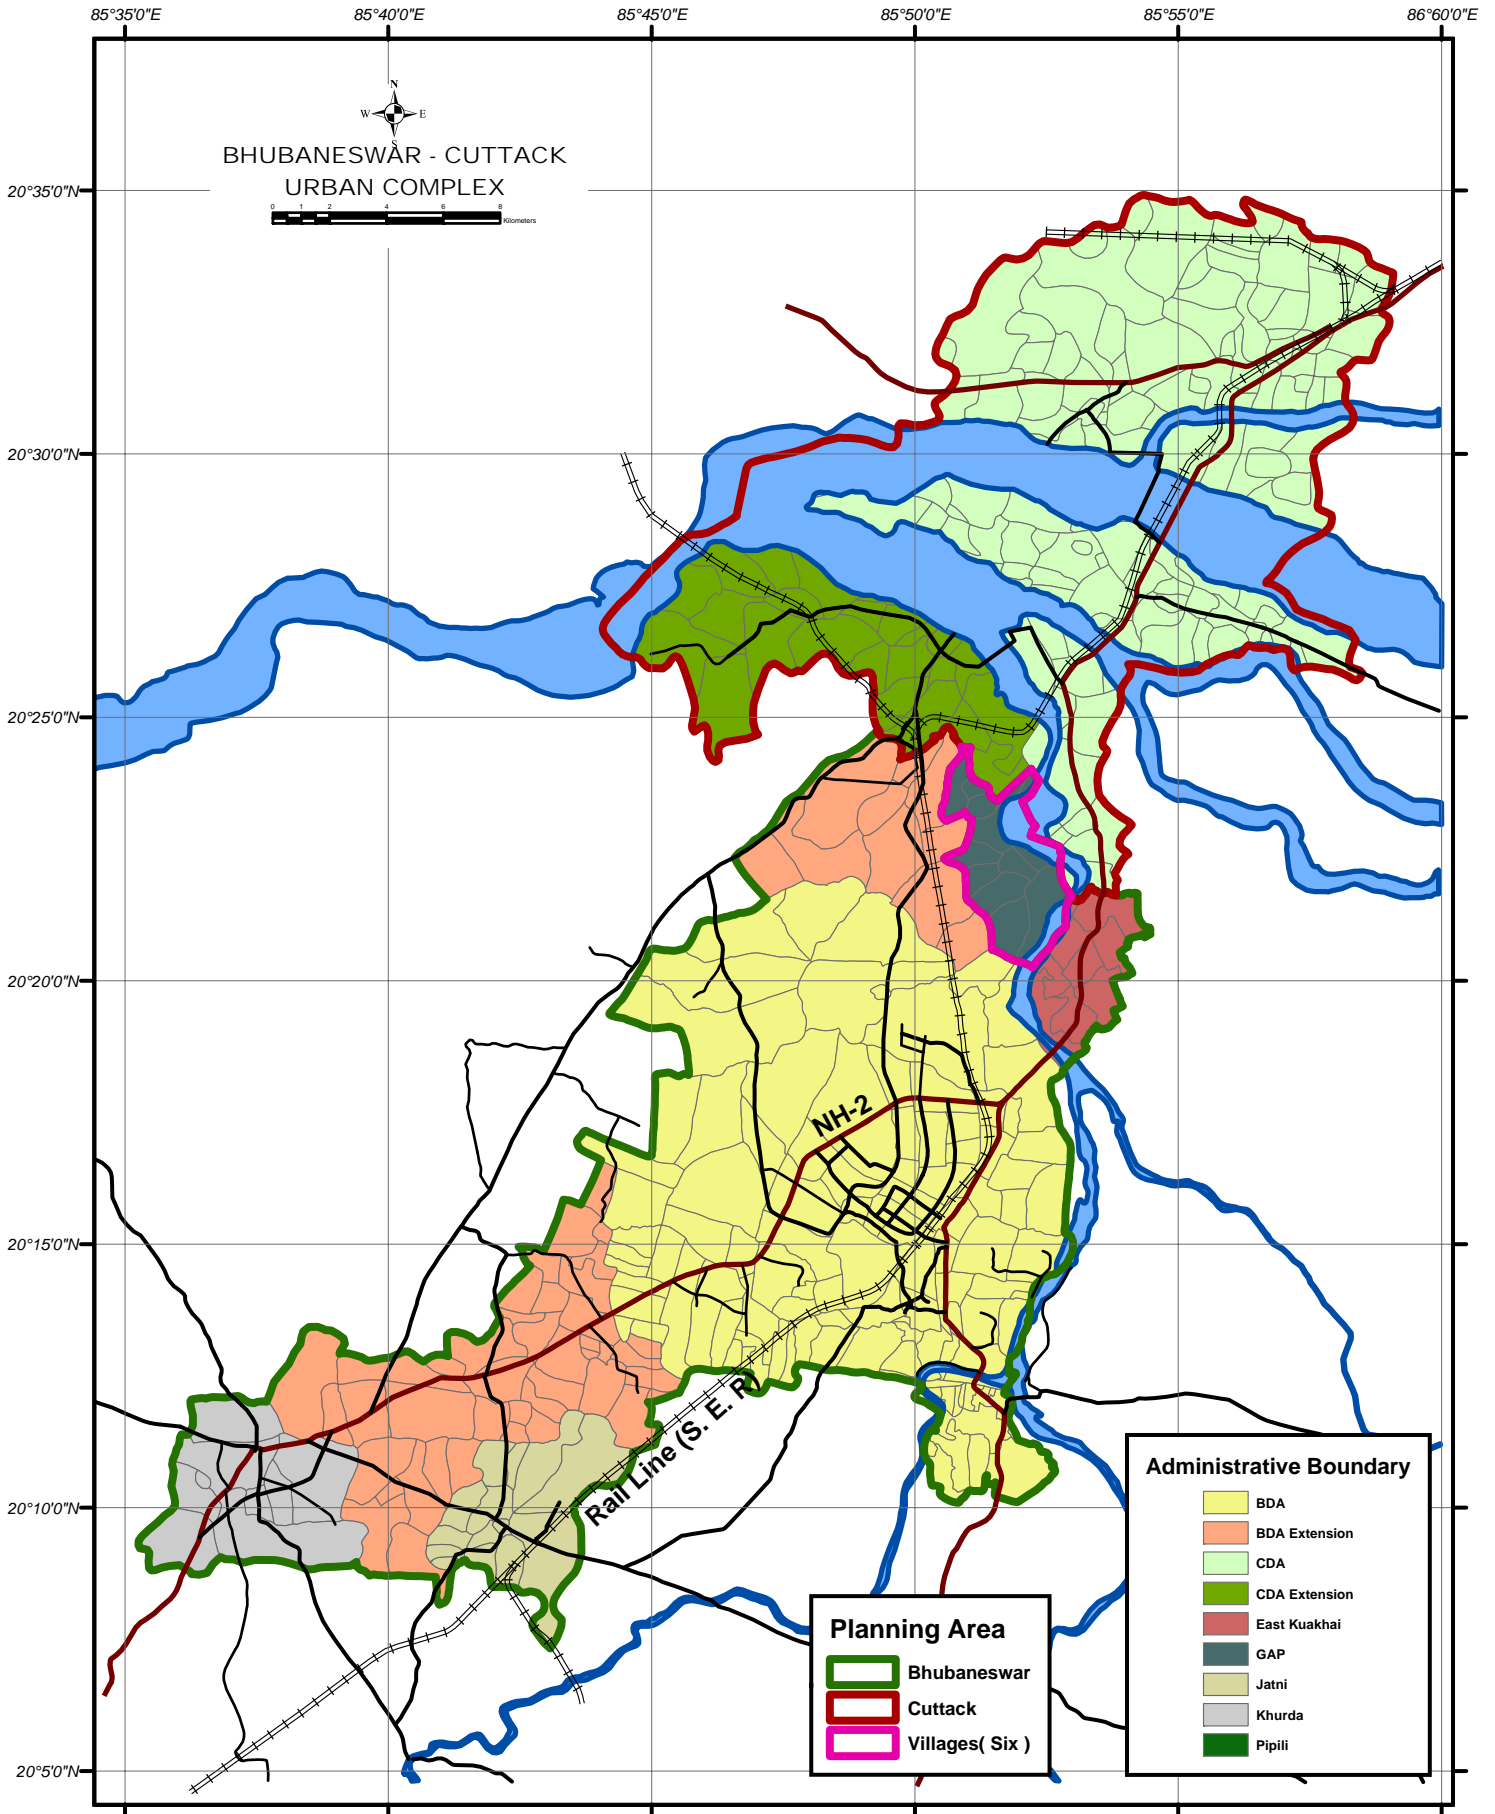 85°35'0"E 85°40'0"E 85°45'0"E 85°50'0"E 85°55'0"E 86°60'0"E
N
W E
S
BHUBANESWAR - CUTTACK
URBAN COMPLEX
0 1 2 4 6 8
Kilometers
20°35'0"N
20°30'0"N
20°25'0"N
20°20'0"N
20°15'0"N
20°10'0"N
20°5'0"N
NH-2
Rail Line (S. E. R)
Planning Area
Bhubaneswar
Cuttack
Villages( Six )
Administrative Boundary
BDA
BDA Extension
CDA
CDA Extension
East Kuakhai
GAP
Jatni
Khurda
Pipili